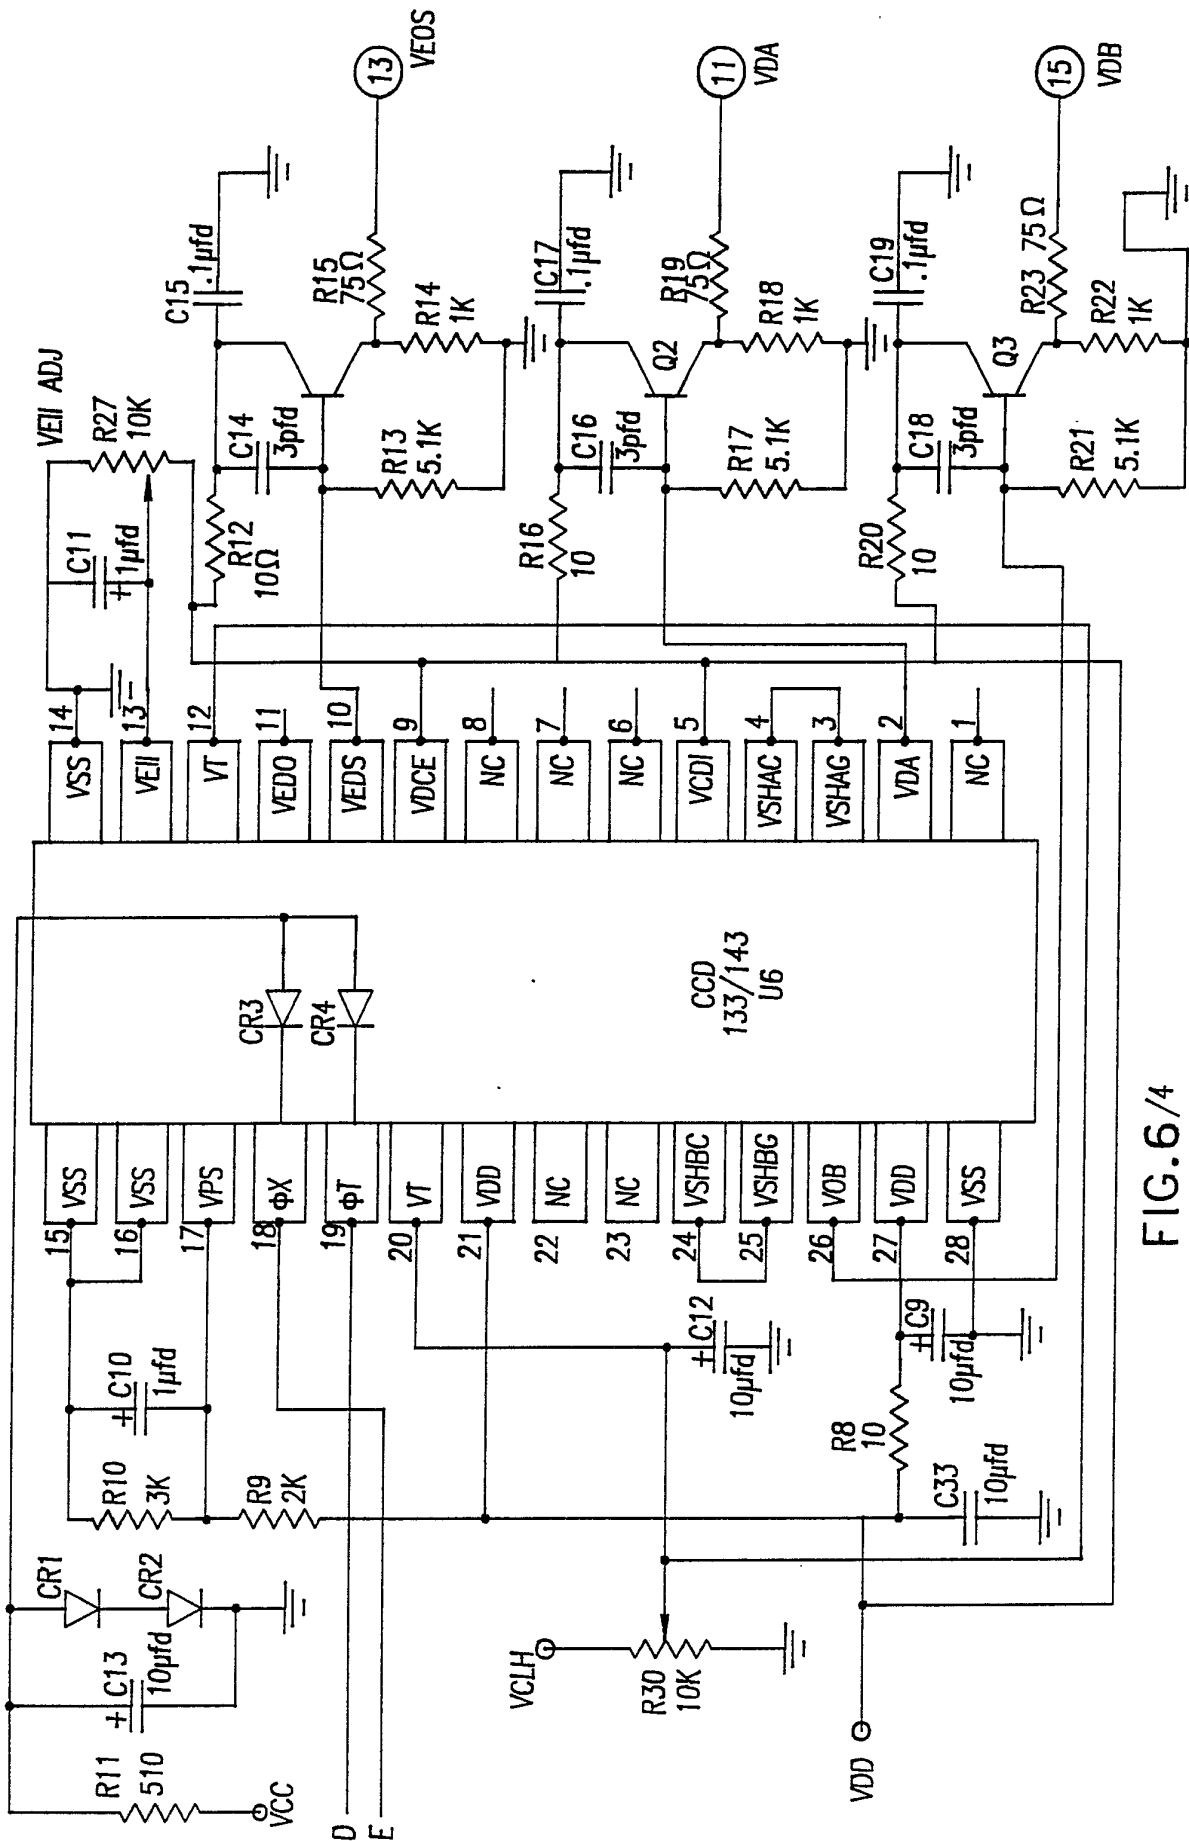 VEOS
13
VDA
11
VDB
15
C15
.1µfd
R15
75Ω
R14
1K
C17
.1µfd
R19
75Ω
R18
1K
C19
.1µfd
R23
75Ω
R22
1K
VEII ADJ
R27
10K
C14
3pfd
R13
5.1K
Q2
C16
3pfd
R17
5.1K
Q3
C18
3pfd
R21
5.1K
C11
+
1µfd
R12
10Ω
R16
10
R20
10
14
13
12
11
10
9
8
7
6
5
4
3
2
1
VSS
VEII
VT
VEDO
VEDS
VDCE
NC
NC
NC
VCDI
VSHAC
VSHAG
VDA
NC
CR3
CR4
CCD
133/143
U6
VSS
VSS
VPS
ΦX
ΦT
VT
VDD
NC
NC
VSHBC
VSHBG
VOB
VDD
VSS
15
16
17
18
19
20
21
22
23
24
25
26
27
28
C10
+
1µfd
C12
+
10µfd
C9
+
10µfd
R10
3K
R9
2K
R8
10
C33
10µfd
CR1
CR2
C13
+
10µfd
R11
510
VCC
D
E
VCLH
R30
10K
VDD
FIG.6/4